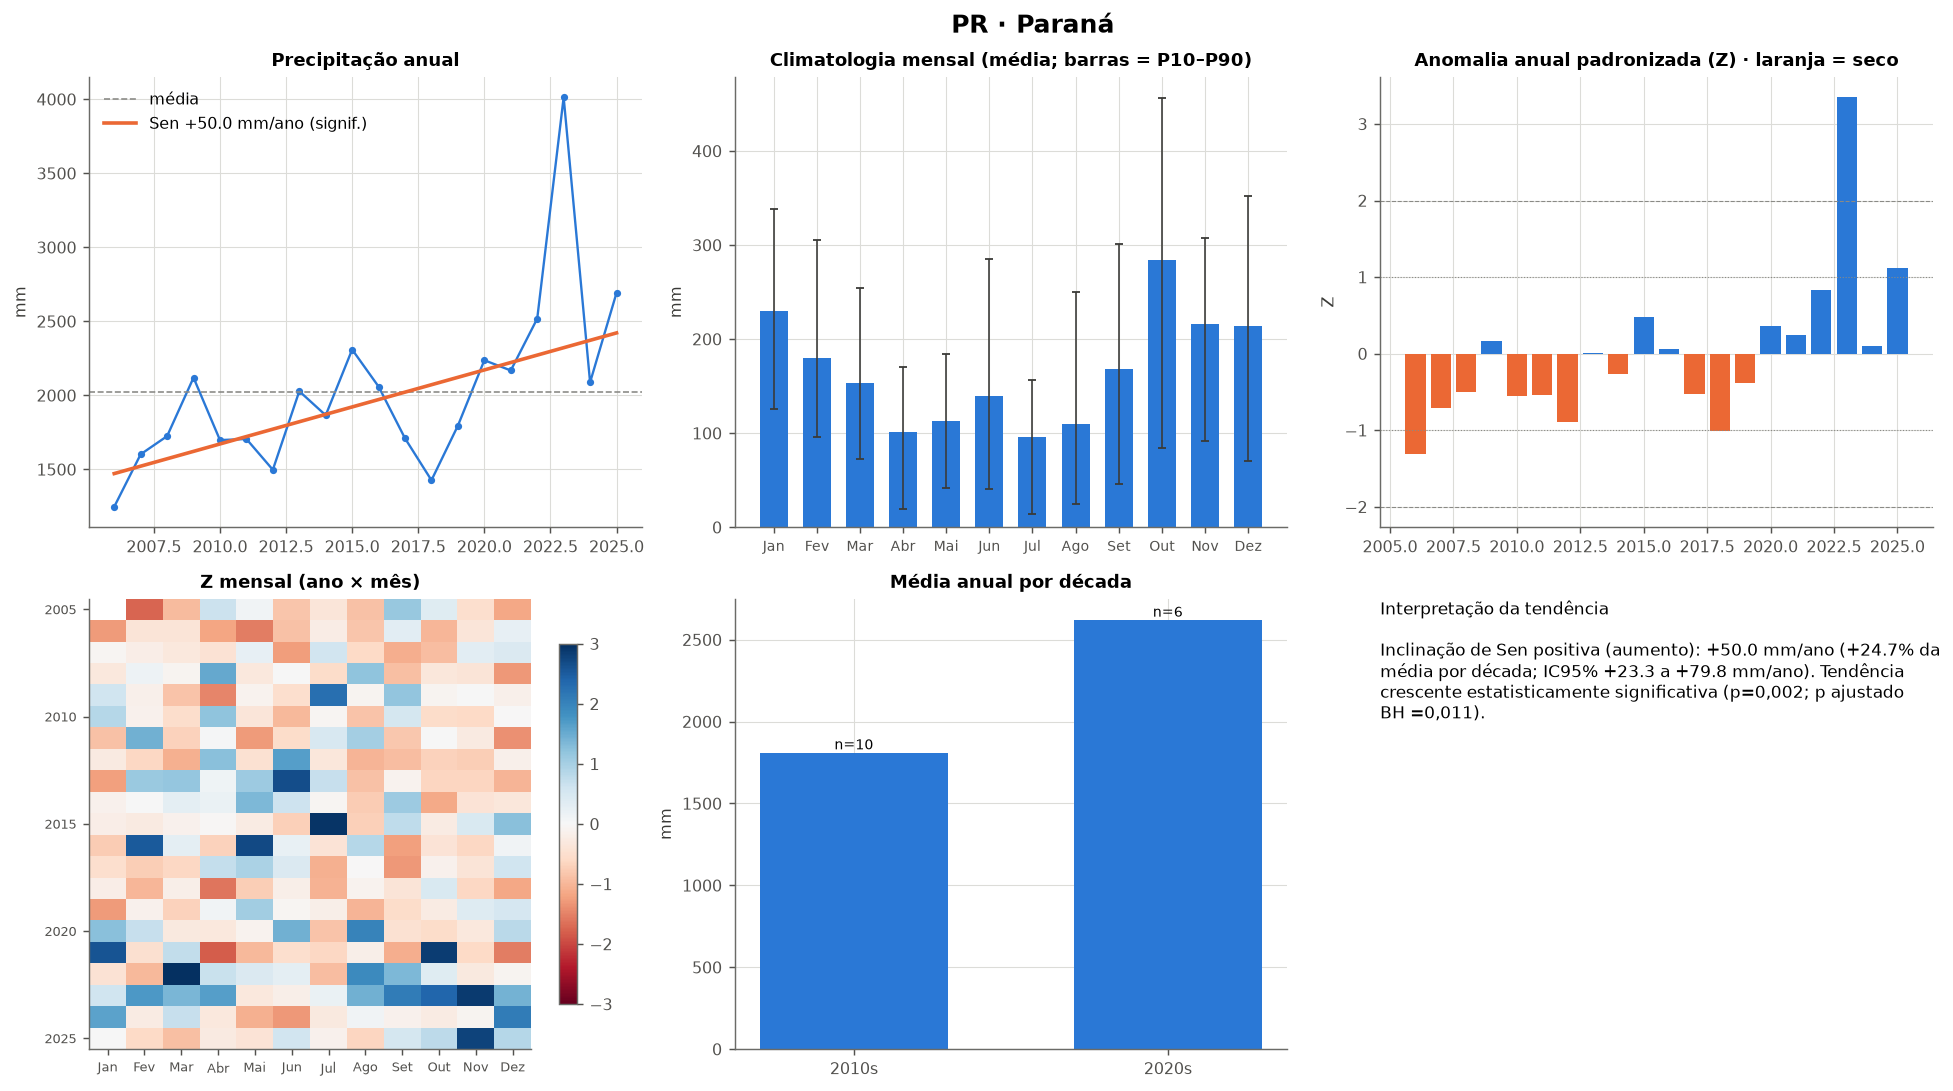 PR · Paraná
Precipitação anual
média
Sen +50.0 mm/ano (signif.)
mm
4000
3500
3000
2500
2000
1500
2007.5 2010.0 2012.5 2015.0 2017.5 2020.0 2022.5 2025.0
Climatologia mensal (média; barras = P10–P90)
mm
400
300
200
100
0
Jan Fev Mar Abr Mai Jun Jul Ago Set Out Nov Dez
Anomalia anual padronizada (Z) · laranja = seco
Z
3
2
1
0
−1
−2
2005.0 2007.5 2010.0 2012.5 2015.0 2017.5 2020.0 2022.5 2025.0
Z mensal (ano × mês)
2005
2010
2015
2020
2025
Jan Fev Mar Abr Mai Jun Jul Ago Set Out Nov Dez
3
2
1
0
−1
−2
−3
Média anual por década
mm
2500
2000
1500
1000
500
0
n=10
n=6
2010s 2020s
Interpretação da tendência
Inclinação de Sen positiva (aumento): +50.0 mm/ano (+24.7% da
média por década; IC95% +23.3 a +79.8 mm/ano). Tendência
crescente estatisticamente significativa (p=0,002; p ajustado
BH =0,011).